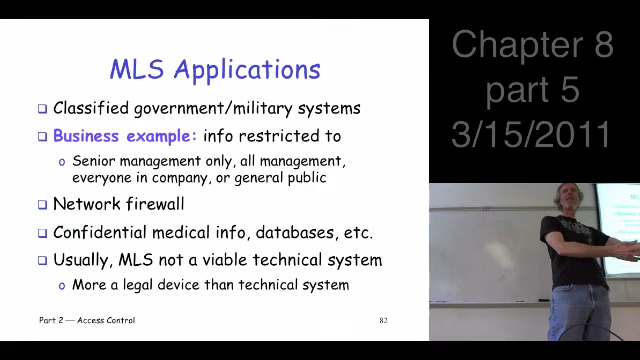 MLS Applications
❑ Classified government/military systems
❑ Business example: info restricted to
o Senior management only, all management,
everyone in company, or general public
❑ Network firewall
❑ Confidential medical info, databases, etc.
❑ Usually, MLS not a viable technical system
o More a legal device than technical system
Part 2 — Access Control
82
Chapter 8
part 5
3/15/2011